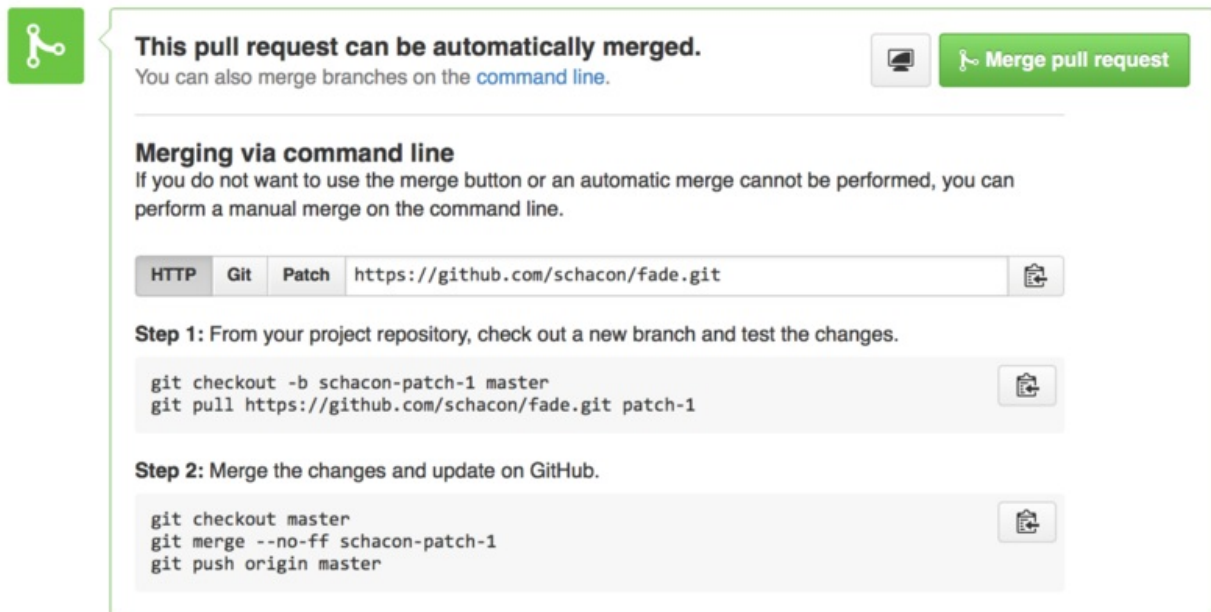 This pull request can be automatically merged.
You can also merge branches on the command line.
Merge pull request
Merging via command line
If you do not want to use the merge button or an automatic merge cannot be performed, you can
perform a manual merge on the command line.
HTTP Git Patch https://github.com/schacon/fade.git
Step 1: From your project repository, check out a new branch and test the changes.
git checkout -b schacon-patch-1 master
git pull https://github.com/schacon/fade.git patch-1
Step 2: Merge the changes and update on GitHub.
git checkout master
git merge --no-ff schacon-patch-1
git push origin master